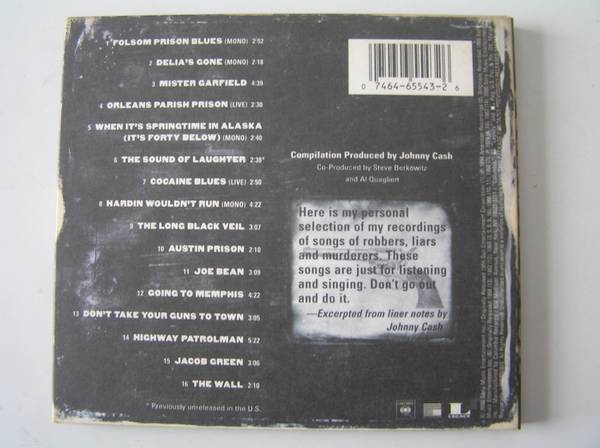 1 FOLSOM PRISON BLUES (MONO) 2:52
2 DELIA'S GONE (MONO) 2:18
3 MISTER GARFIELD 4:39
4 ORLEANS PARISH PRISON (LIVE) 2:30
5 WHEN IT'S SPRINGTIME IN ALASKA
(IT'S FORTY BELOW) (MONO) 2:40
6 THE SOUND OF LAUGHTER 2:38*
7 COCAINE BLUES (LIVE) 2:50
8 HARDIN WOULDN'T RUN (MONO) 4:22
9 THE LONG BLACK VEIL 3:07
10 AUSTIN PRISON 2:10
11 JOE BEAN 3:09
12 GOING TO MEMPHIS 4:22
13 DON'T TAKE YOUR GUNS TO TOWN 3:05
14 HIGHWAY PATROLMAN 5:22
15 JACOB GREEN 3:06
16 THE WALL 2:10
* Previously unreleased in the U.S.
0 7464-65543-2 6
Compilation Produced by Johnny Cash
Co-Produced by Steve Berkowitz
and Al Quaglieri
Here is my personal
selection of my recordings
of songs of robbers, liars
and murderers. These
songs are just for listening
and singing. Don't go out
and do it.
—Excerpted from liner notes by
Johnny Cash